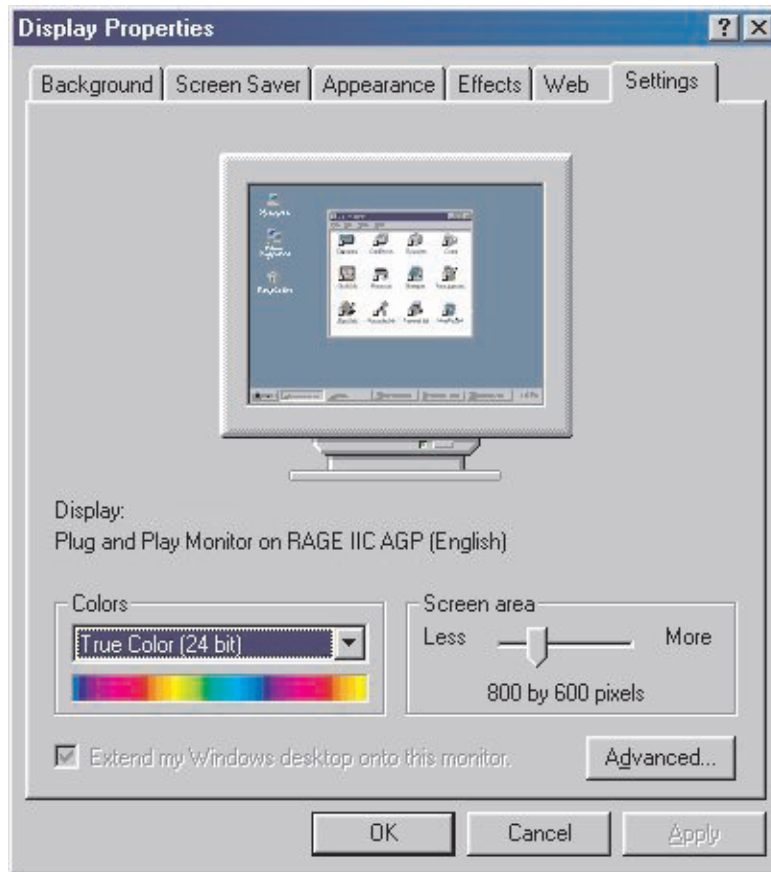 Display Properties
Background Screen Saver Appearance Effects Web Settings
Display:
Plug and Play Monitor on RAGE IIC AGP (English)
Colors
True Color (24 bit)
Screen area
Less More
800 by 600 pixels
Extend my Windows desktop onto this monitor.
Advanced...
OK Cancel Apply